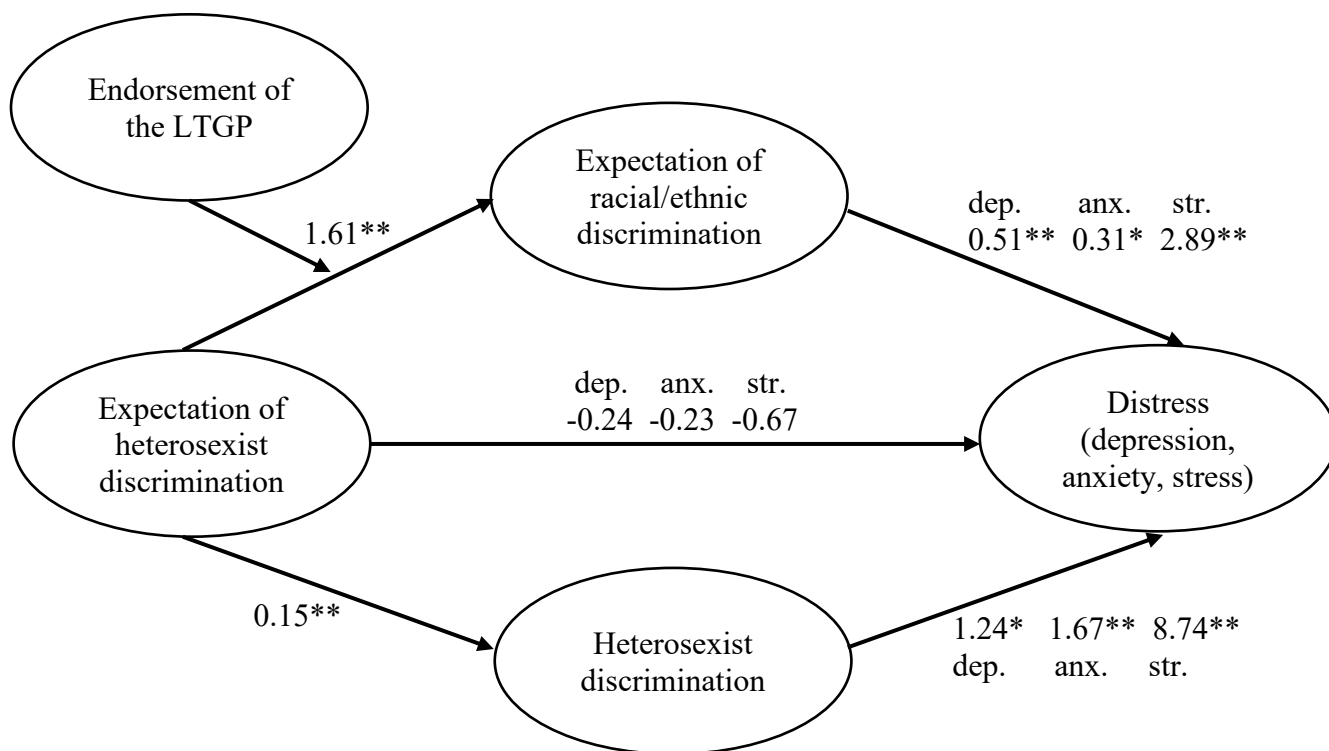 Endorsement of
the LTGP
Expectation of
racial/ethnic
discrimination
1.61**
dep. anx. str.
0.51** 0.31* 2.89**
Expectation of
heterosexist
discrimination
dep. anx. str.
-0.24 -0.23 -0.67
Distress
(depression,
anxiety, stress)
0.15**
Heterosexist
discrimination
1.24* 1.67** 8.74**
dep. anx. str.